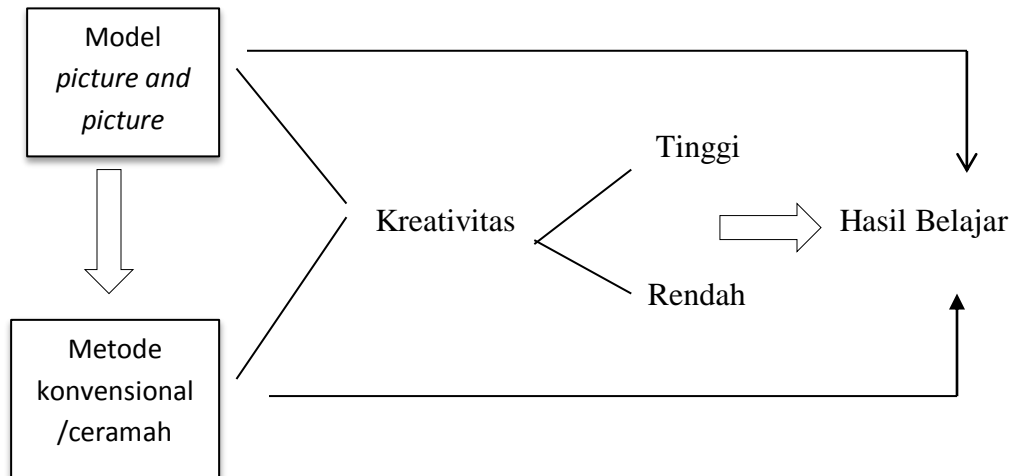 Model
picture and
picture
Tinggi
Kreativitas
Hasil Belajar
Rendah
Metode
konvensional
/ceramah